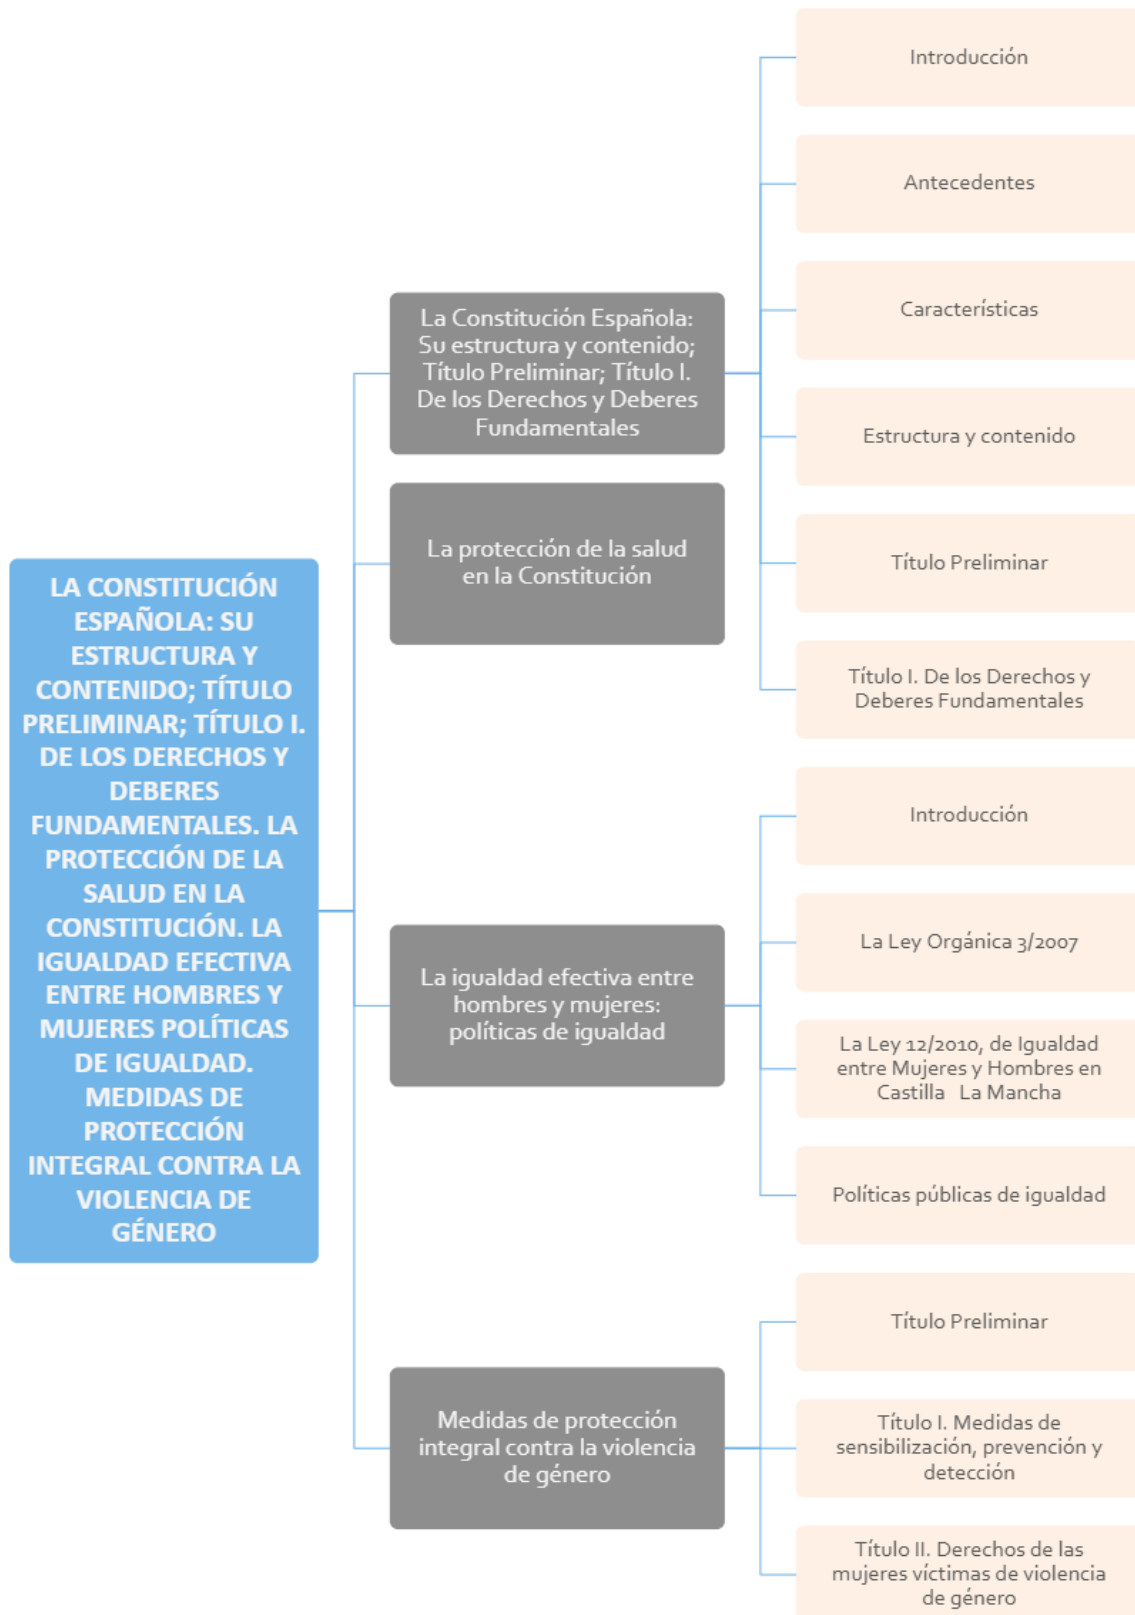 LA CONSTITUCIÓN
ESPAÑOLA: SU
ESTRUCTURA Y
CONTENIDO; TÍTULO
PRELIMINAR; TÍTULO I.
DE LOS DERECHOS Y
DEBERES
FUNDAMENTALES. LA
PROTECCIÓN DE LA
SALUD EN LA
CONSTITUCIÓN. LA
IGUALDAD EFECTIVA
ENTRE HOMBRES Y
MUJERES POLÍTICAS
DE IGUALDAD.
MEDIDAS DE
PROTECCIÓN
INTEGRAL CONTRA LA
VIOLENCIA DE
GÉNERO
La Constitución Española:
Su estructura y contenido;
Título Preliminar; Título I.
De los Derechos y Deberes
Fundamentales
Introducción
Antecedentes
Características
Estructura y contenido
Título Preliminar
Título I. De los Derechos y
Deberes Fundamentales
La protección de la salud
en la Constitución
La igualdad efectiva entre
hombres y mujeres:
políticas de igualdad
Introducción
La Ley Orgánica 3/2007
La Ley 12/2010, de Igualdad
entre Mujeres y Hombres en
Castilla La Mancha
Políticas públicas de igualdad
Medidas de protección
integral contra la violencia
de género
Título Preliminar
Título I. Medidas de
sensibilización, prevención y
detección
Título II. Derechos de las
mujeres víctimas de violencia
de género